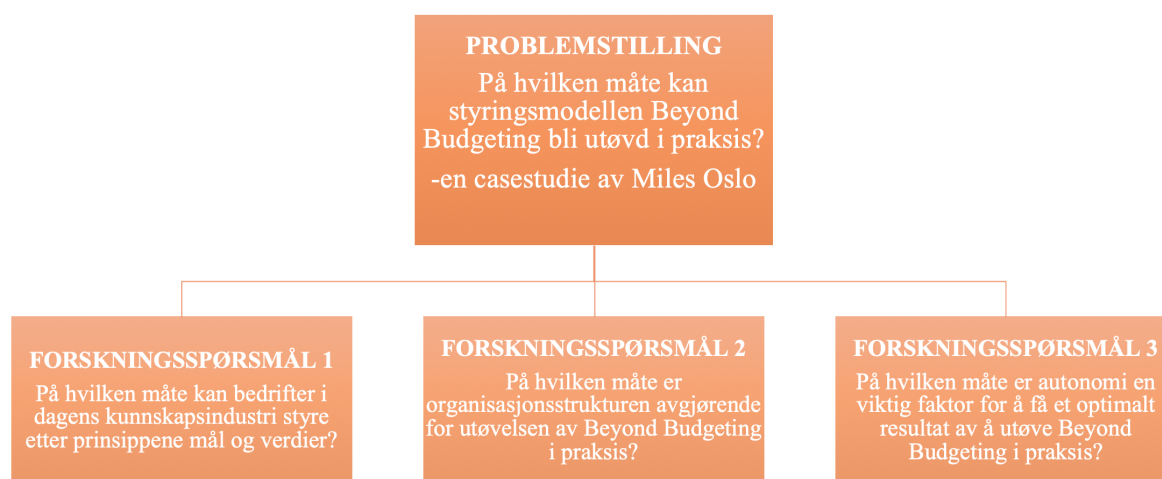 PROBLEMSTILLING
På hvilken måte kan
styringsmodellen Beyond
Budgeting bli utøvd i praksis?
-en casestudie av Miles Oslo
FORSKNINGSSPØRSMÅL 1
På hvilken måte kan bedrifter i
dagens kunnskapsindustri styre
etter prinsippene mål og verdier?
FORSKNINGSSPØRSMÅL 2
På hvilken måte er
organisasjonsstrukturen avgjørende
for utøvelsen av Beyond Budgeting
i praksis?
FORSKNINGSSPØRSMÅL 3
På hvilken måte er autonomi en
viktig faktor for å få et optimalt
resultat av å utøve Beyond
Budgeting i praksis?